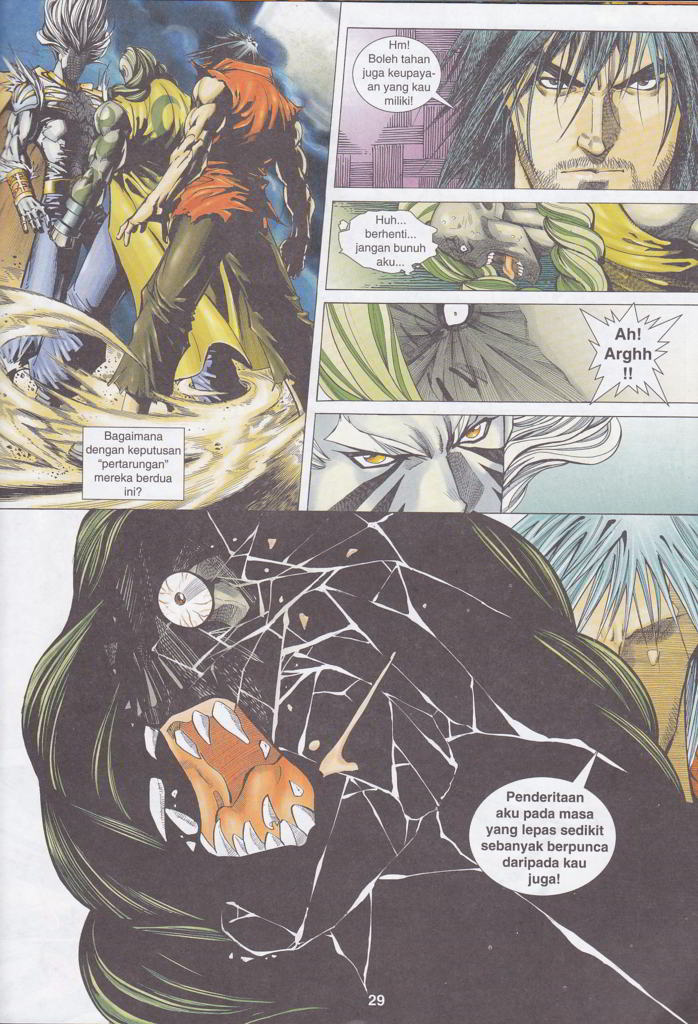 Hm!
Boleh tahan
juga keupaya-
an yang kau
miliki!
Huh...
berhenti...
jangan bunuh
aku...
Ah!
Arghh
!!
Bagaimana
dengan keputusan
"pertarungan"
mereka berdua
ini?
Penderitaan
aku pada masa
yang lepas sedikit
sebanyak berpunca
daripada kau
juga!
29